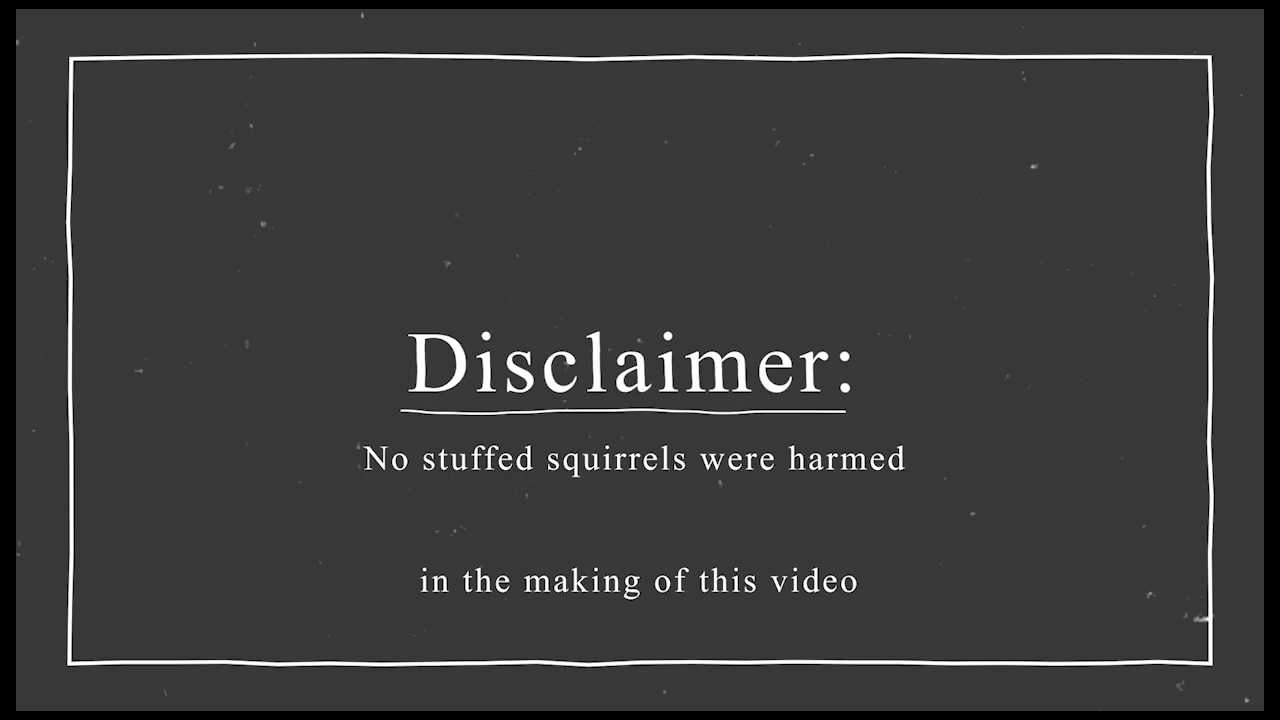 Disclaimer:
No stuffed squirrels were harmed
in the making of this video